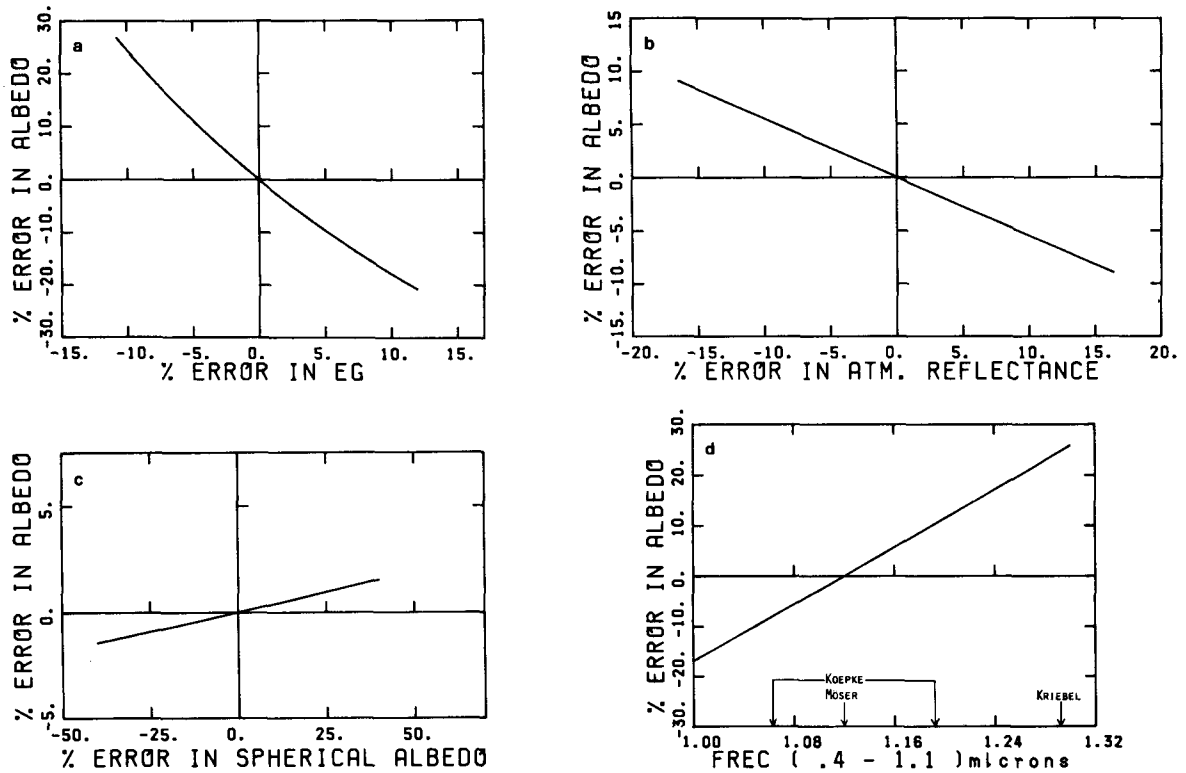 a
% ERROR IN ALBEDO
30.
20.
10.
0.
-10.
-20.
-30.
-15. -10. -5. 0. 5. 10. 15.
% ERROR IN EG
b
% ERROR IN ALBEDO
15
10.
5.
0.
-5.
-10.
-15.
-20. -15. -10. -5. 0. 5. 10. 15. 20.
% ERROR IN ATM. REFLECTANCE
c
% ERROR IN ALBEDO
5.
0.
-5.
-50. -25. 0. 25. 50.
% ERROR IN SPHERICAL ALBEDO
d
% ERROR IN ALBEDO
30.
20.
10.
0.
-10.
-20.
-30.
KOEPKE
MOSER
KRIEBEL
1.00 1.08 1.16 1.24 1.32
FREC ( .4 - 1.1 )microns